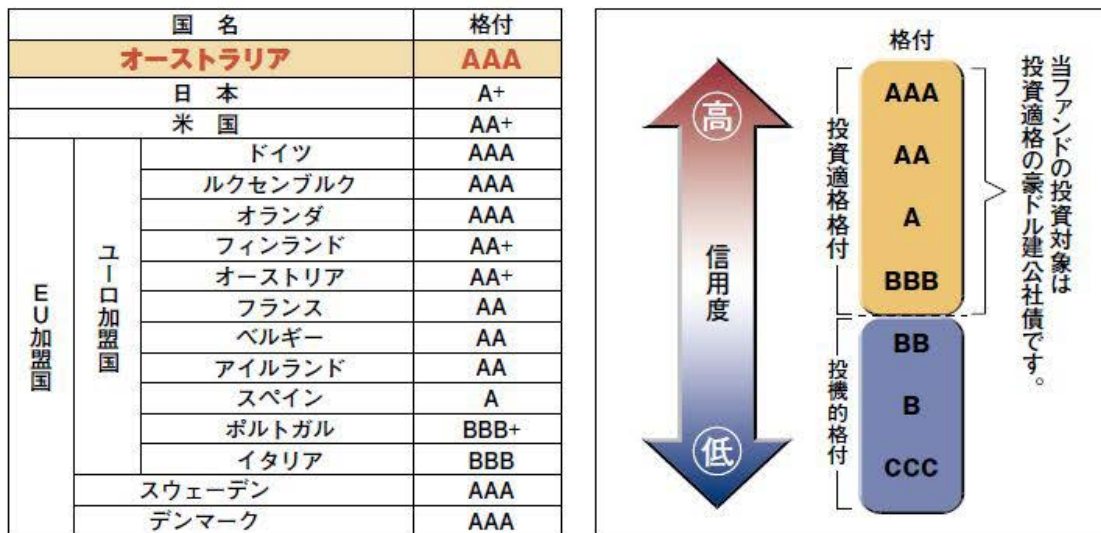 国 名 格付
オーストラリア AAA
日 本 A+
米 国 AA+
EU加盟国
ユーロ加盟国
ドイツ AAA
ルクセンブルク AAA
オランダ AAA
フィンランド AA+
オーストリア AA+
フランス AA
ベルギー AA
アイルランド AA
スペイン A
ポルトガル BBB+
イタリア BBB
スウェーデン AAA
デンマーク AAA
高
信用度
低
格付
投資適格格付
AAA
AA
A
BBB
投機的格付
BB
B
CCC
当ファンドの投資対象は
投資適格の豪ドル建公社債です。